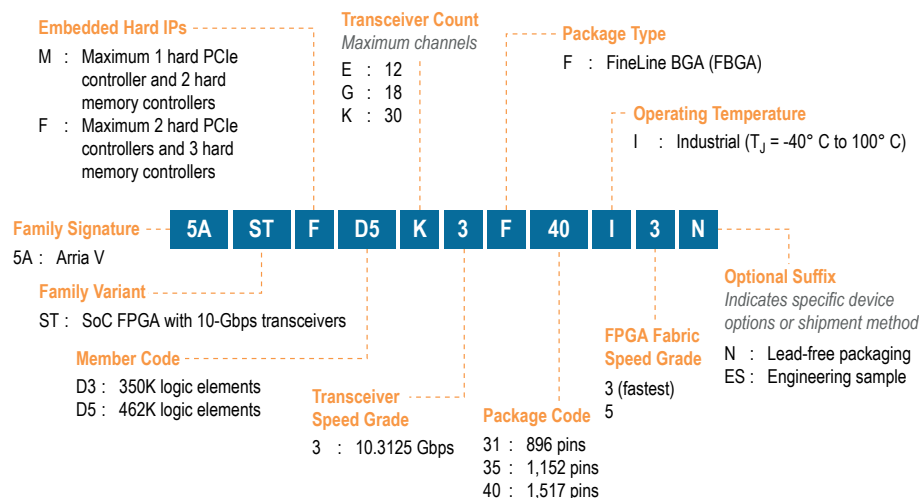 Embedded Hard IPs
M : Maximum 1 hard PCIe
controller and 2 hard
memory controllers
F : Maximum 2 hard PCIe
controllers and 3 hard
memory controllers
Transceiver Count
Maximum channels
E : 12
G : 18
K : 30
Package Type
F : FineLine BGA (FBGA)
Operating Temperature
I : Industrial (TJ = -40° C to 100° C)
5A ST F D5 K 3 F 40 I 3 N
Family Signature
5A : Arria V
Family Variant
ST : SoC FPGA with 10-Gbps transceivers
Member Code
D3 : 350K logic elements
D5 : 462K logic elements
Transceiver
Speed Grade
3 : 10.3125 Gbps
Package Code
31 : 896 pins
35 : 1,152 pins
40 : 1,517 pins
FPGA Fabric
Speed Grade
3 (fastest)
5
Optional Suffix
Indicates specific device
options or shipment method
N : Lead-free packaging
ES : Engineering sample